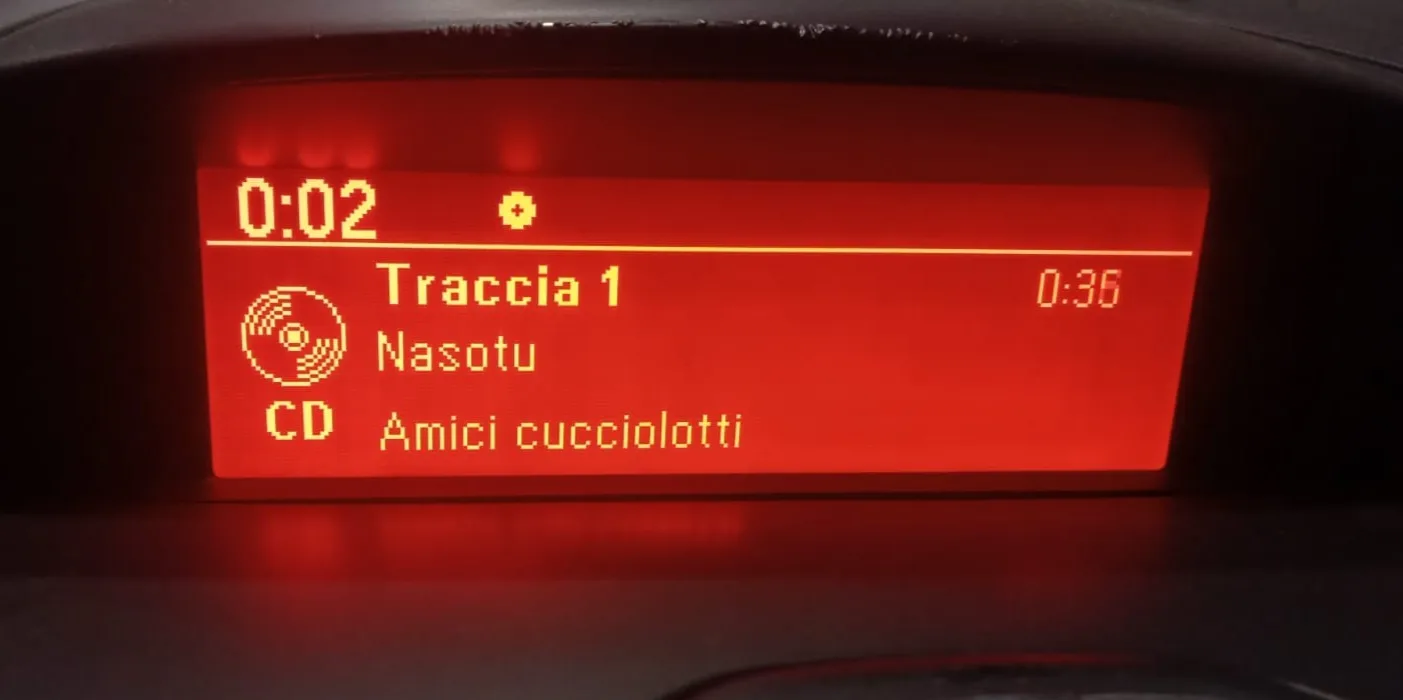 0:02
Traccia 1 0:36
Nasotu
CD
Amici cucciolotti